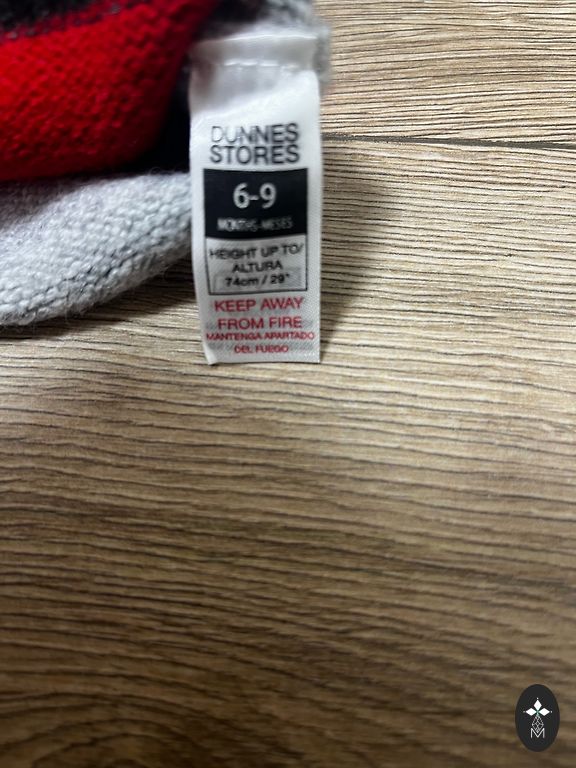 DUNNES
STORES
6-9
MONTHS-MESES
HEIGHT UP TO/
ALTURA
74cm / 29"
KEEP AWAY
FROM FIRE
MANTENGA APARTADO
DEL FUEGO
M